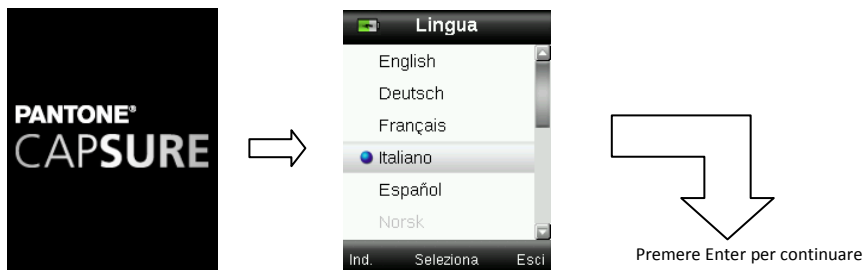 PANTONE®
CAPSURE
Lingua
English
Deutsch
Français
Italiano
Español
Norsk
Ind. Seleziona Esci
Premere Enter per continuare